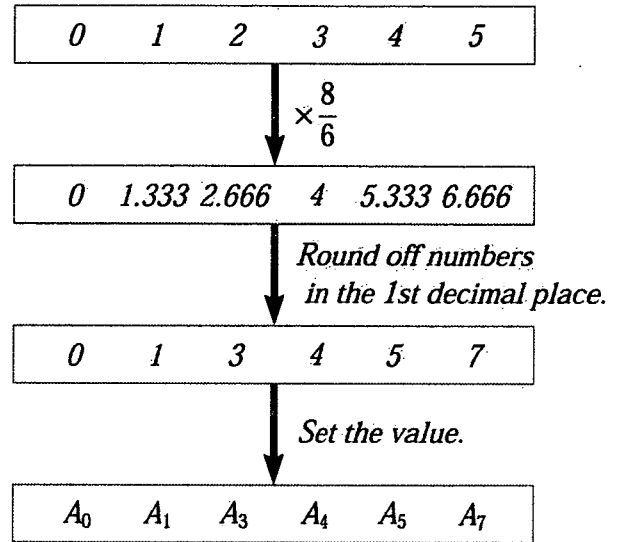 0 1 2 3 4 5
× 8/6
0 1.333 2.666 4 5.333 6.666
Round off numbers
in the 1st decimal place.
0 1 3 4 5 7
Set the value.
A₀ A₁ A₃ A₄ A₅ A₇